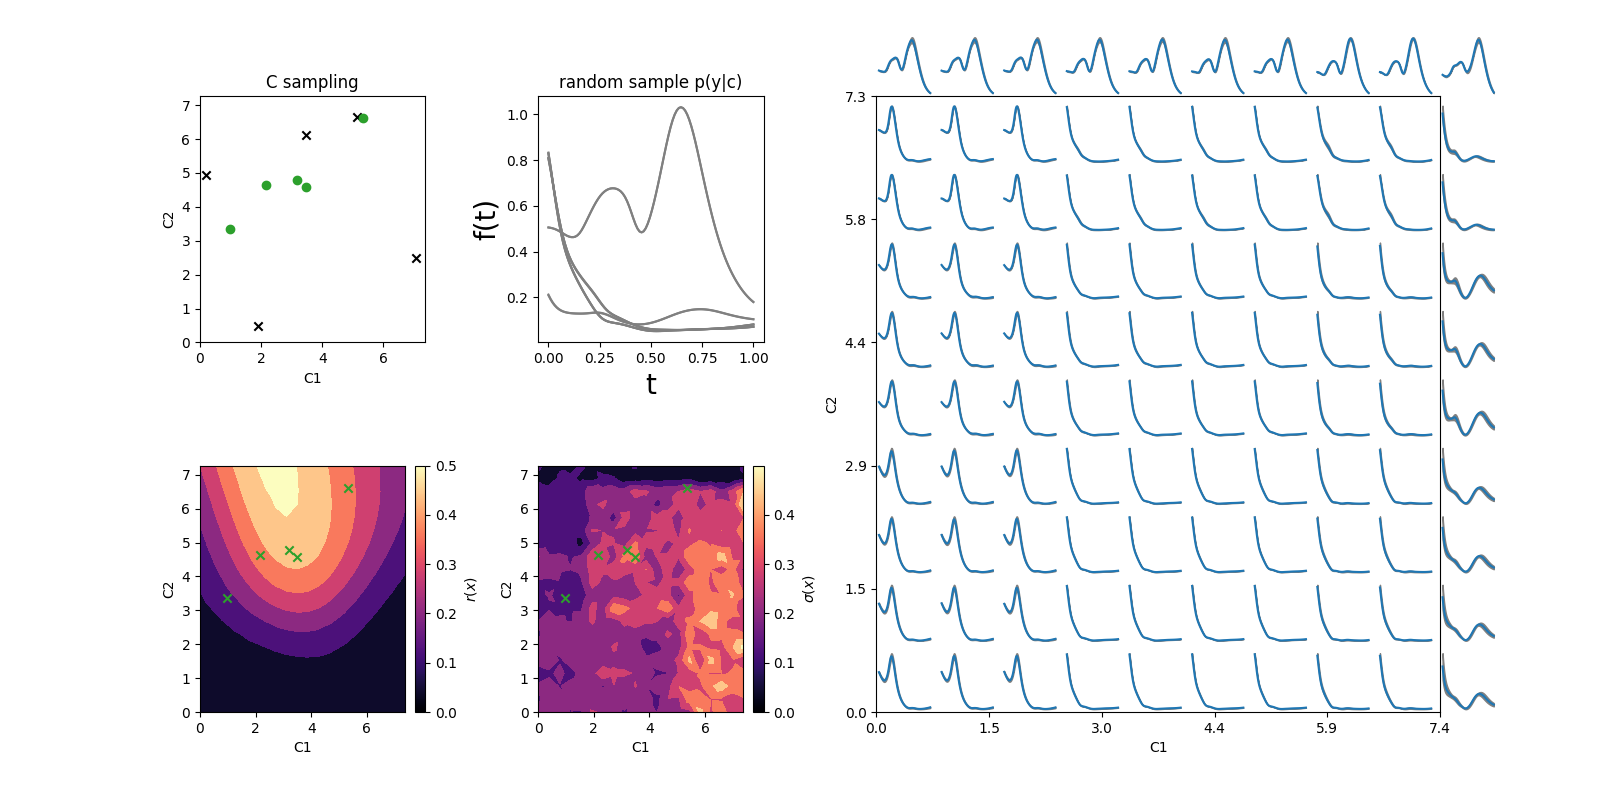 C sampling
7
6
5
4
3
2
1
0
C2
0 2 4 6
C1
random sample p(y|c)
1.0
0.8
0.6
0.4
0.2
f(t)
0.00 0.25 0.50 0.75 1.00
t
7
6
5
4
3
2
1
0
C2
0 2 4 6
C1
0.5
0.4
0.3
0.2
0.1
0.0
r(x)
7
6
5
4
3
2
1
0
C2
0 2 4 6
C1
0.4
0.3
0.2
0.1
0.0
σ(x)
7.3
5.8
4.4
2.9
1.5
0.0
C2
0.0 1.5 3.0 4.4 5.9 7.4
C1